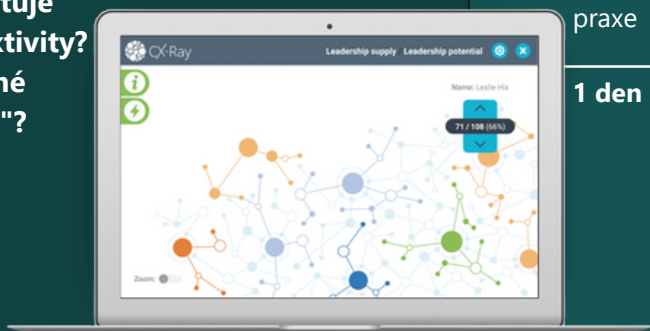 tuje
ktivity?
né
"?
CX-Ray
Leadership supply Leadership potential
Name: Leslie Hix
71 / 108 (66%)
Zoom:
praxe
1 den